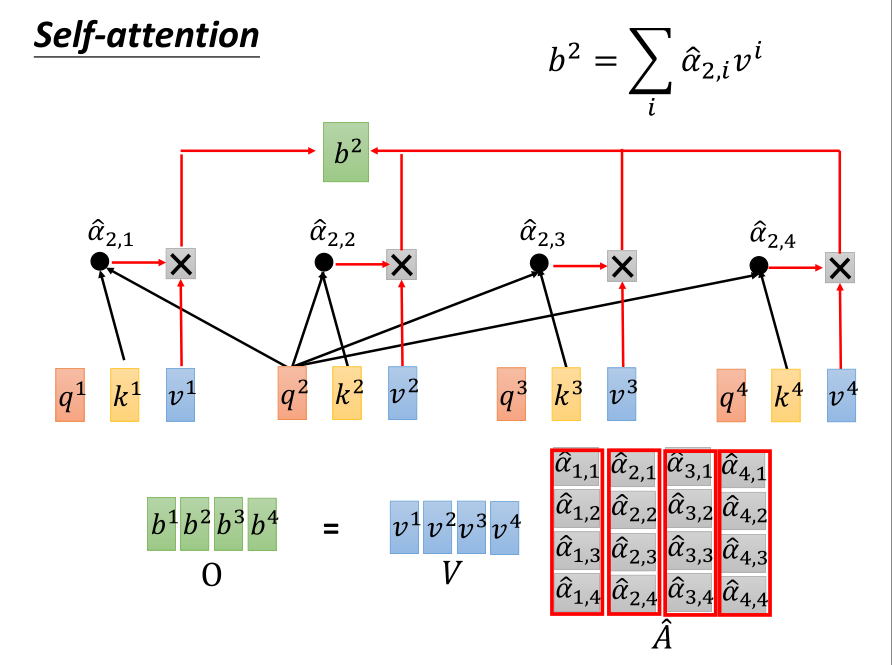 Self-attention
b² = ∑ᵢ α̂₂,ᵢvⁱ
b²
α̂₂,₁ α̂₂,₂ α̂₂,₃ α̂₂,₄
× × × ×
q¹ k¹ v¹ q² k² v² q³ k³ v³ q⁴ k⁴ v⁴
α̂₁,₁ α̂₂,₁ α̂₃,₁ α̂₄,₁
α̂₁,₂ α̂₂,₂ α̂₃,₂ α̂₄,₂
b¹ b² b³ b⁴ = v¹ v² v³ v⁴
α̂₁,₃ α̂₂,₃ α̂₃,₃ α̂₄,₃
α̂₁,₄ α̂₂,₄ α̂₃,₄ α̂₄,₄
O V Â